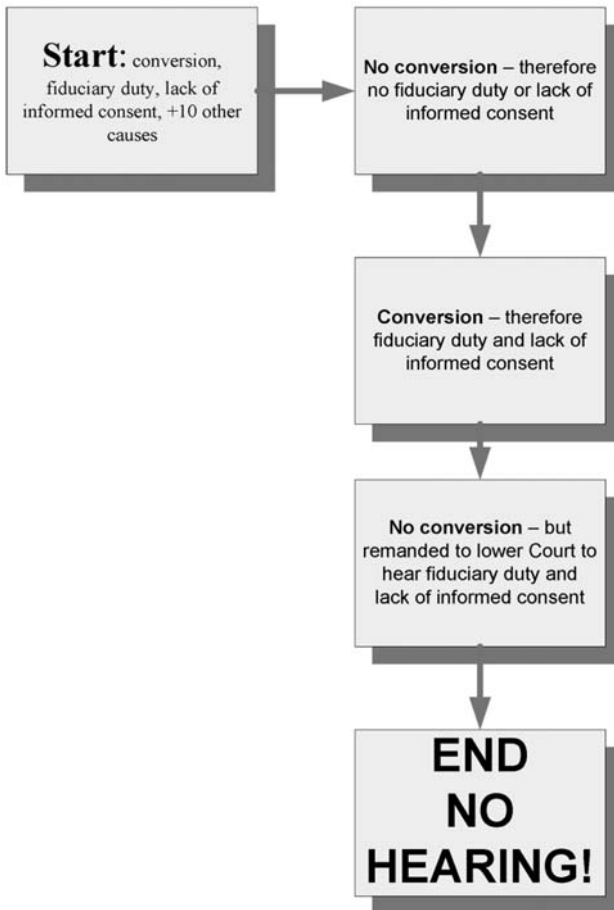 Start: conversion,
fiduciary duty, lack of
informed consent, +10 other
causes
No conversion – therefore
no fiduciary duty or lack of
informed consent
Conversion – therefore
fiduciary duty and lack of
informed consent
No conversion – but
remanded to lower Court to
hear fiduciary duty and
lack of informed consent
END
NO
HEARING!